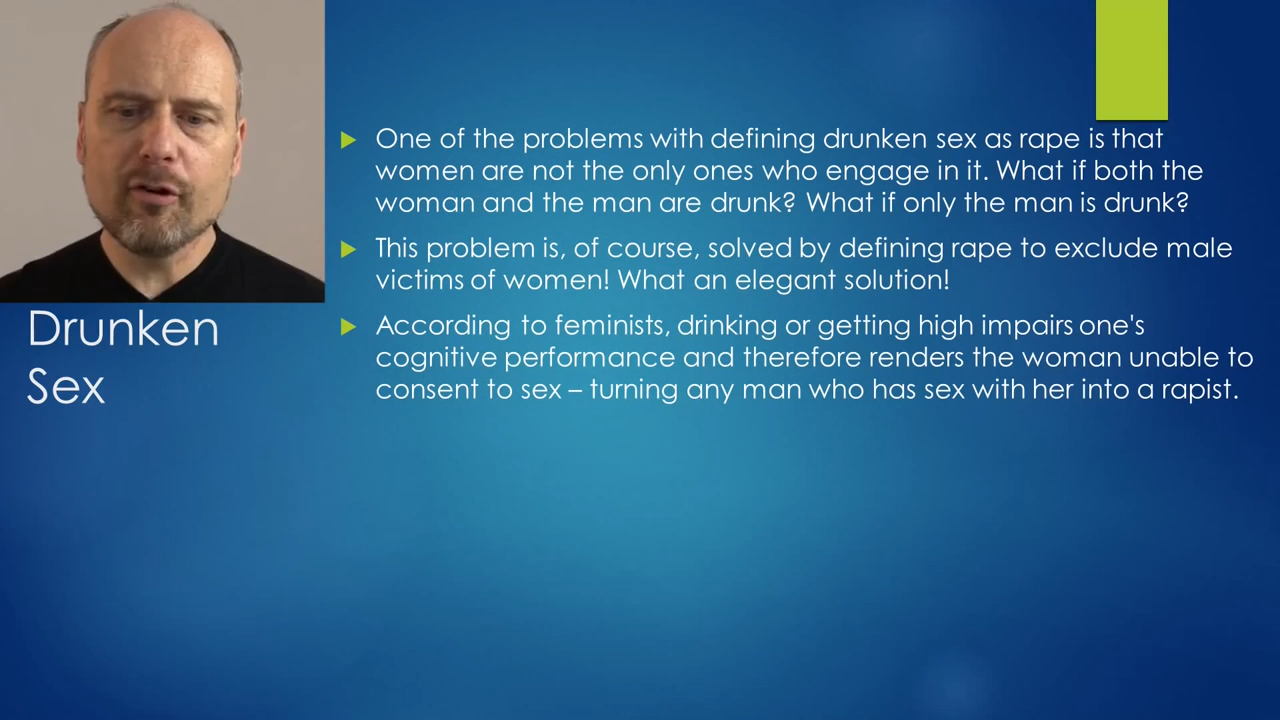 One of the problems with defining drunken sex as rape is that
women are not the only ones who engage in it. What if both the
woman and the man are drunk? What if only the man is drunk?
This problem is, of course, solved by defining rape to exclude male
victims of women! What an elegant solution!
According to feminists, drinking or getting high impairs one's
cognitive performance and therefore renders the woman unable to
consent to sex – turning any man who has sex with her into a rapist.
Drunken
Sex